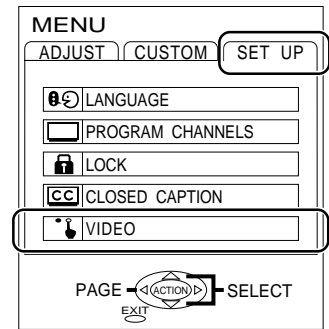 MENU
ADJUST CUSTOM SET UP
LANGUAGE
PROGRAM CHANNELS
LOCK
CC CLOSED CAPTION
VIDEO
PAGE ACTION SELECT
EXIT